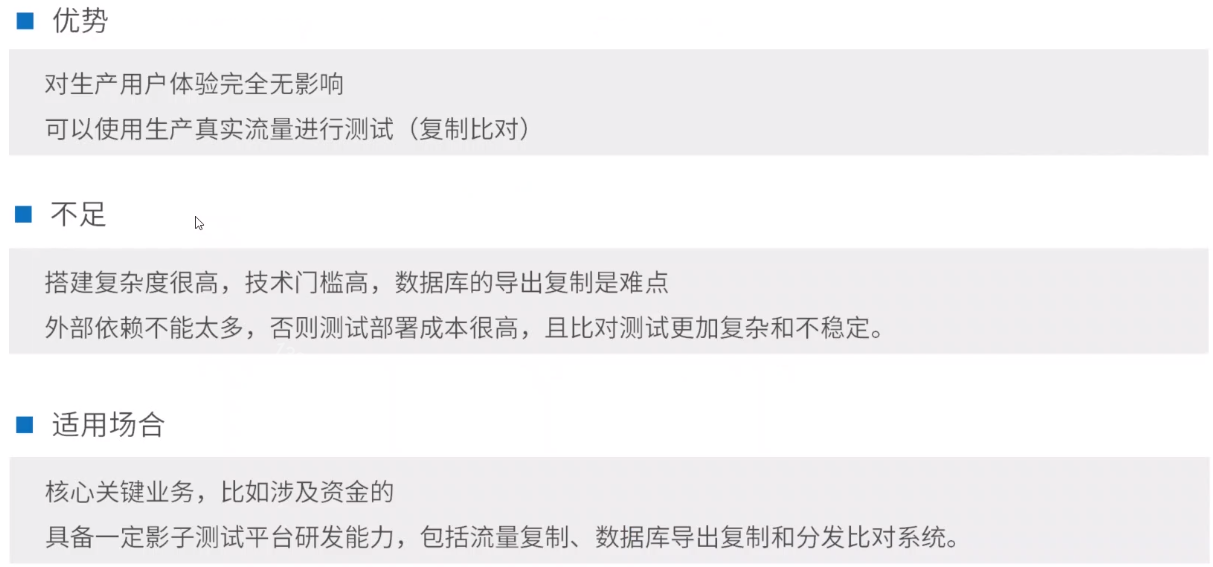 优势
对生产用户体验完全无影响
可以使用生产真实流量进行测试（复制比对）
不足
搭建复杂度很高，技术门槛高，数据库的导出复制是难点
外部依赖不能太多，否则测试部署成本很高，且比对测试更加复杂和不稳定。
适用场合
核心关键业务，比如涉及资金的
具备一定影子测试平台研发能力，包括流量复制、数据库导出复制和分发比对系统。